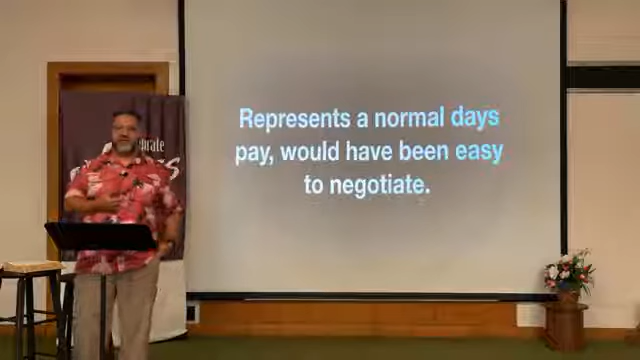 Represents a normal days
pay, would have been easy
to negotiate.